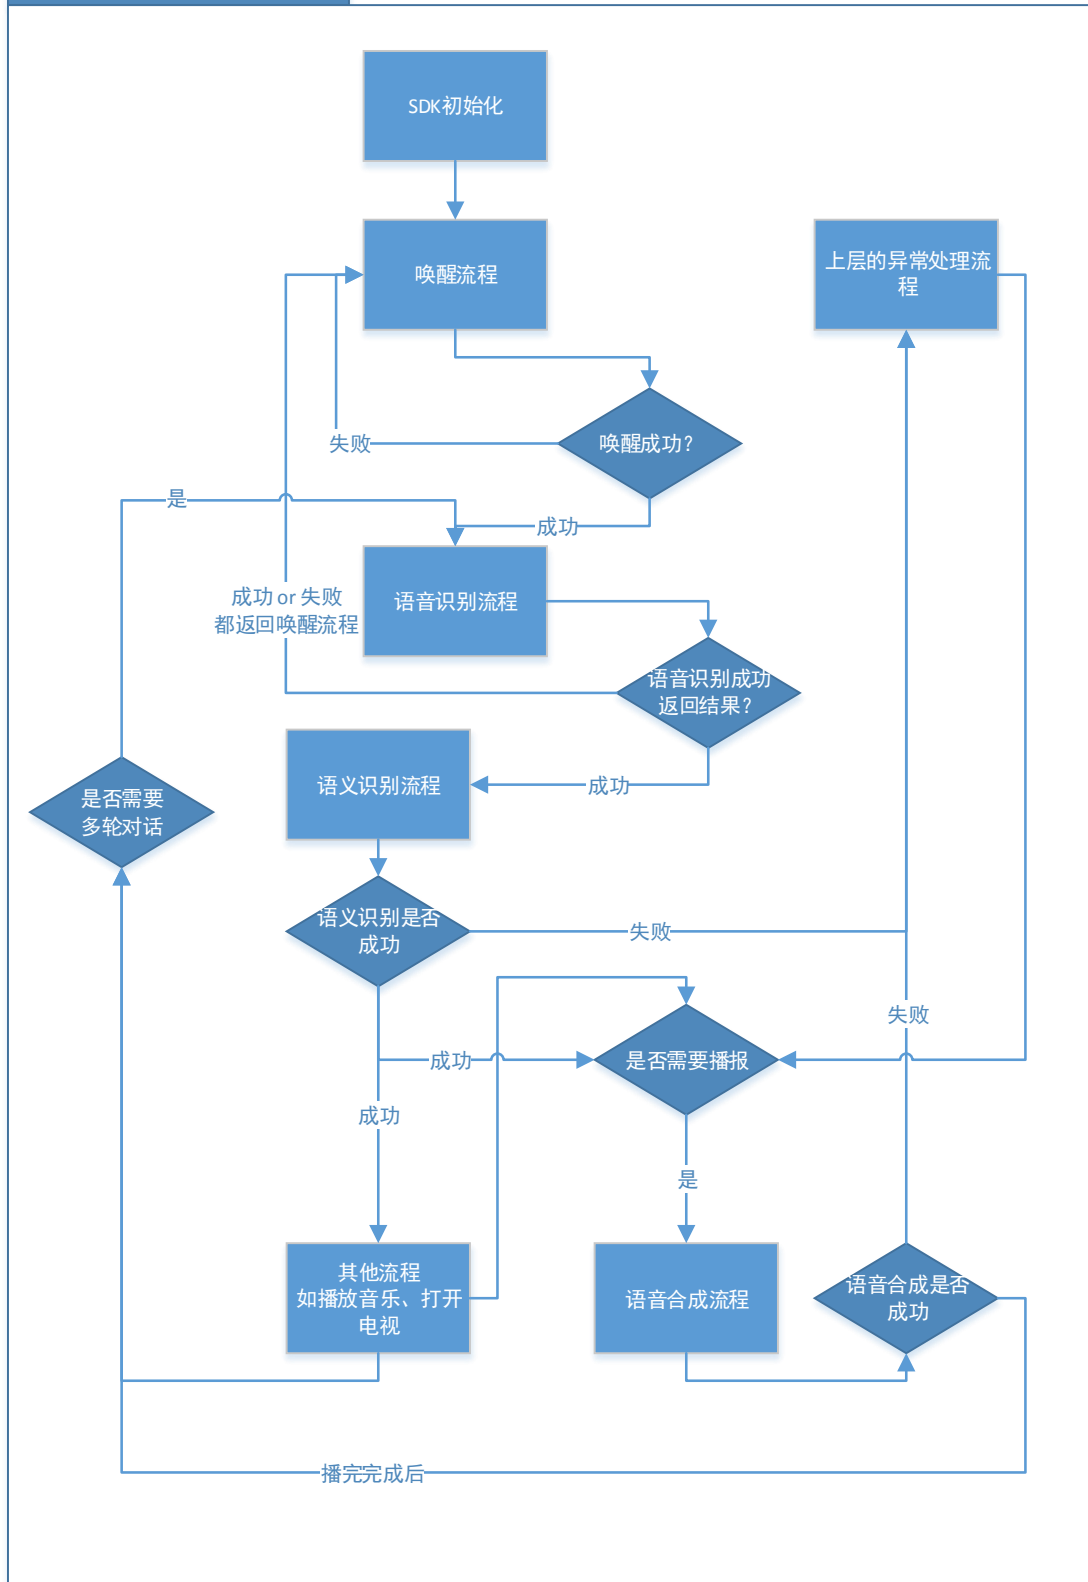 SDK初始化
唤醒流程
上层的异常处理流
程
唤醒成功?
失败
是
成功
成功 or 失败
都返回唤醒流程
语音识别流程
语音识别成功
返回结果?
语义识别流程
成功
是否需要
多轮对话
语义识别是否
成功
失败
失败
成功
是否需要播报
成功
是
其他流程
如播放音乐、打开
电视
语音合成流程
语音合成是否
成功
播完完成后